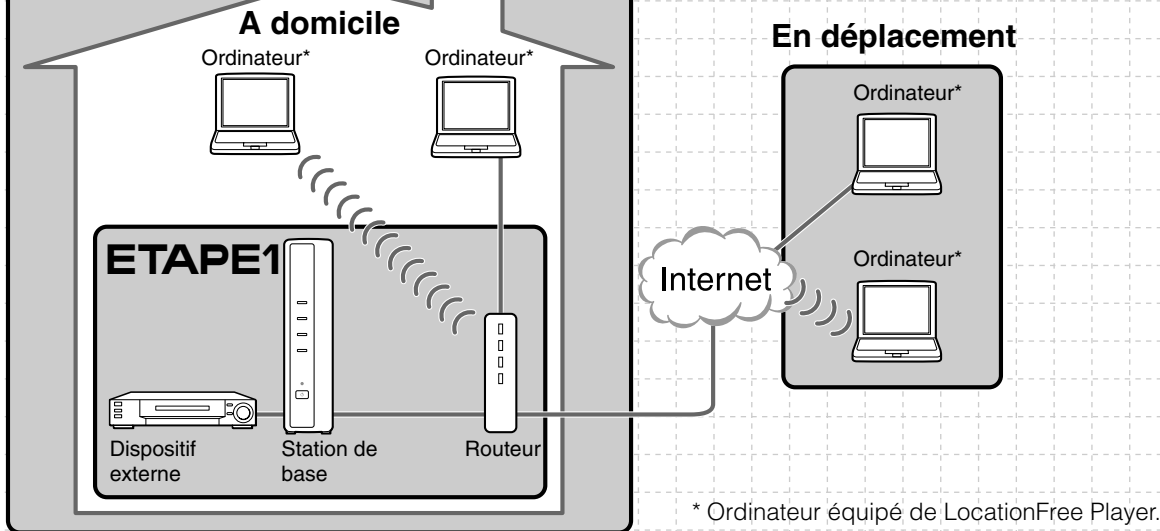 A domicile
Ordinateur*
Ordinateur*
En déplacement
Ordinateur*
Ordinateur*
Internet
ETAPE1
Dispositif
externe
Station de
base
Routeur
* Ordinateur équipé de LocationFree Player.